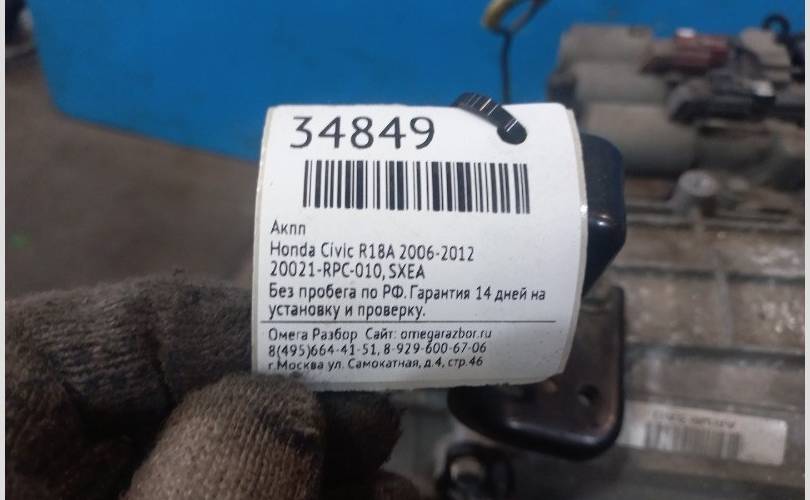 34849
Акпп
Honda Civic R18A 2006-2012
20021-RPC-010, SXEA
Без пробега по РФ. Гарантия 14 дней на
установку и проверку.
Омега Разбор Сайт: omegarazbor.ru
8(495)664-41-51, 8-929-600-67-06
г.Москва ул. Самокатная, д.4, стр.46